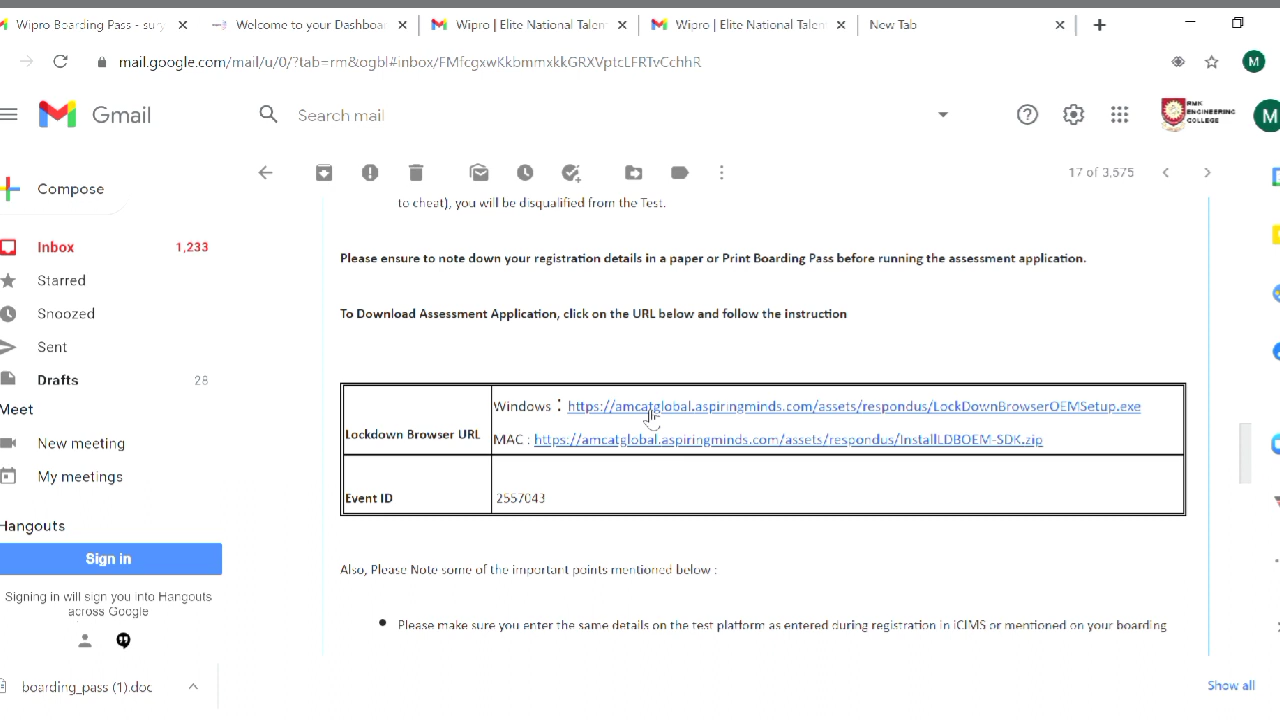 Wipro Boarding Pass - sury
Welcome to your Dashboar
Wipro | Elite National Talen
Wipro | Elite National Talen
New Tab
mail.google.com/mail/u/0/?tab=rm&ogbl#inbox/FMfcgxwKkbmmxkkGRXVptcLFRTvCchhR
M
Gmail
Search mail
RMK
ENGINEERING
COLLEGE
M
Compose
17 of 3,575
to cheat), you will be disqualified from the Test.
Inbox 1,233
Please ensure to note down your registration details in a paper or Print Boarding Pass before running the assessment application.
Starred
Snoozed
To Download Assessment Application, click on the URL below and follow the instruction
Sent
Drafts 28
Meet
New meeting
My meetings
Hangouts
Sign in
Signing in will sign you into Hangouts
across Google
Lockdown Browser URL
Windows : https://amcatglobal.aspiringminds.com/assets/respondus/LockDownBrowserOEMSetup.exe
MAC : https://amcatglobal.aspiringminds.com/assets/respondus/InstallLDBOEM-SDK.zip
Event ID 2557043
Also, Please Note some of the important points mentioned below :
Please make sure you enter the same details on the test platform as entered during registration in iCIMS or mentioned on your boarding
boarding_pass (1).doc
Show all